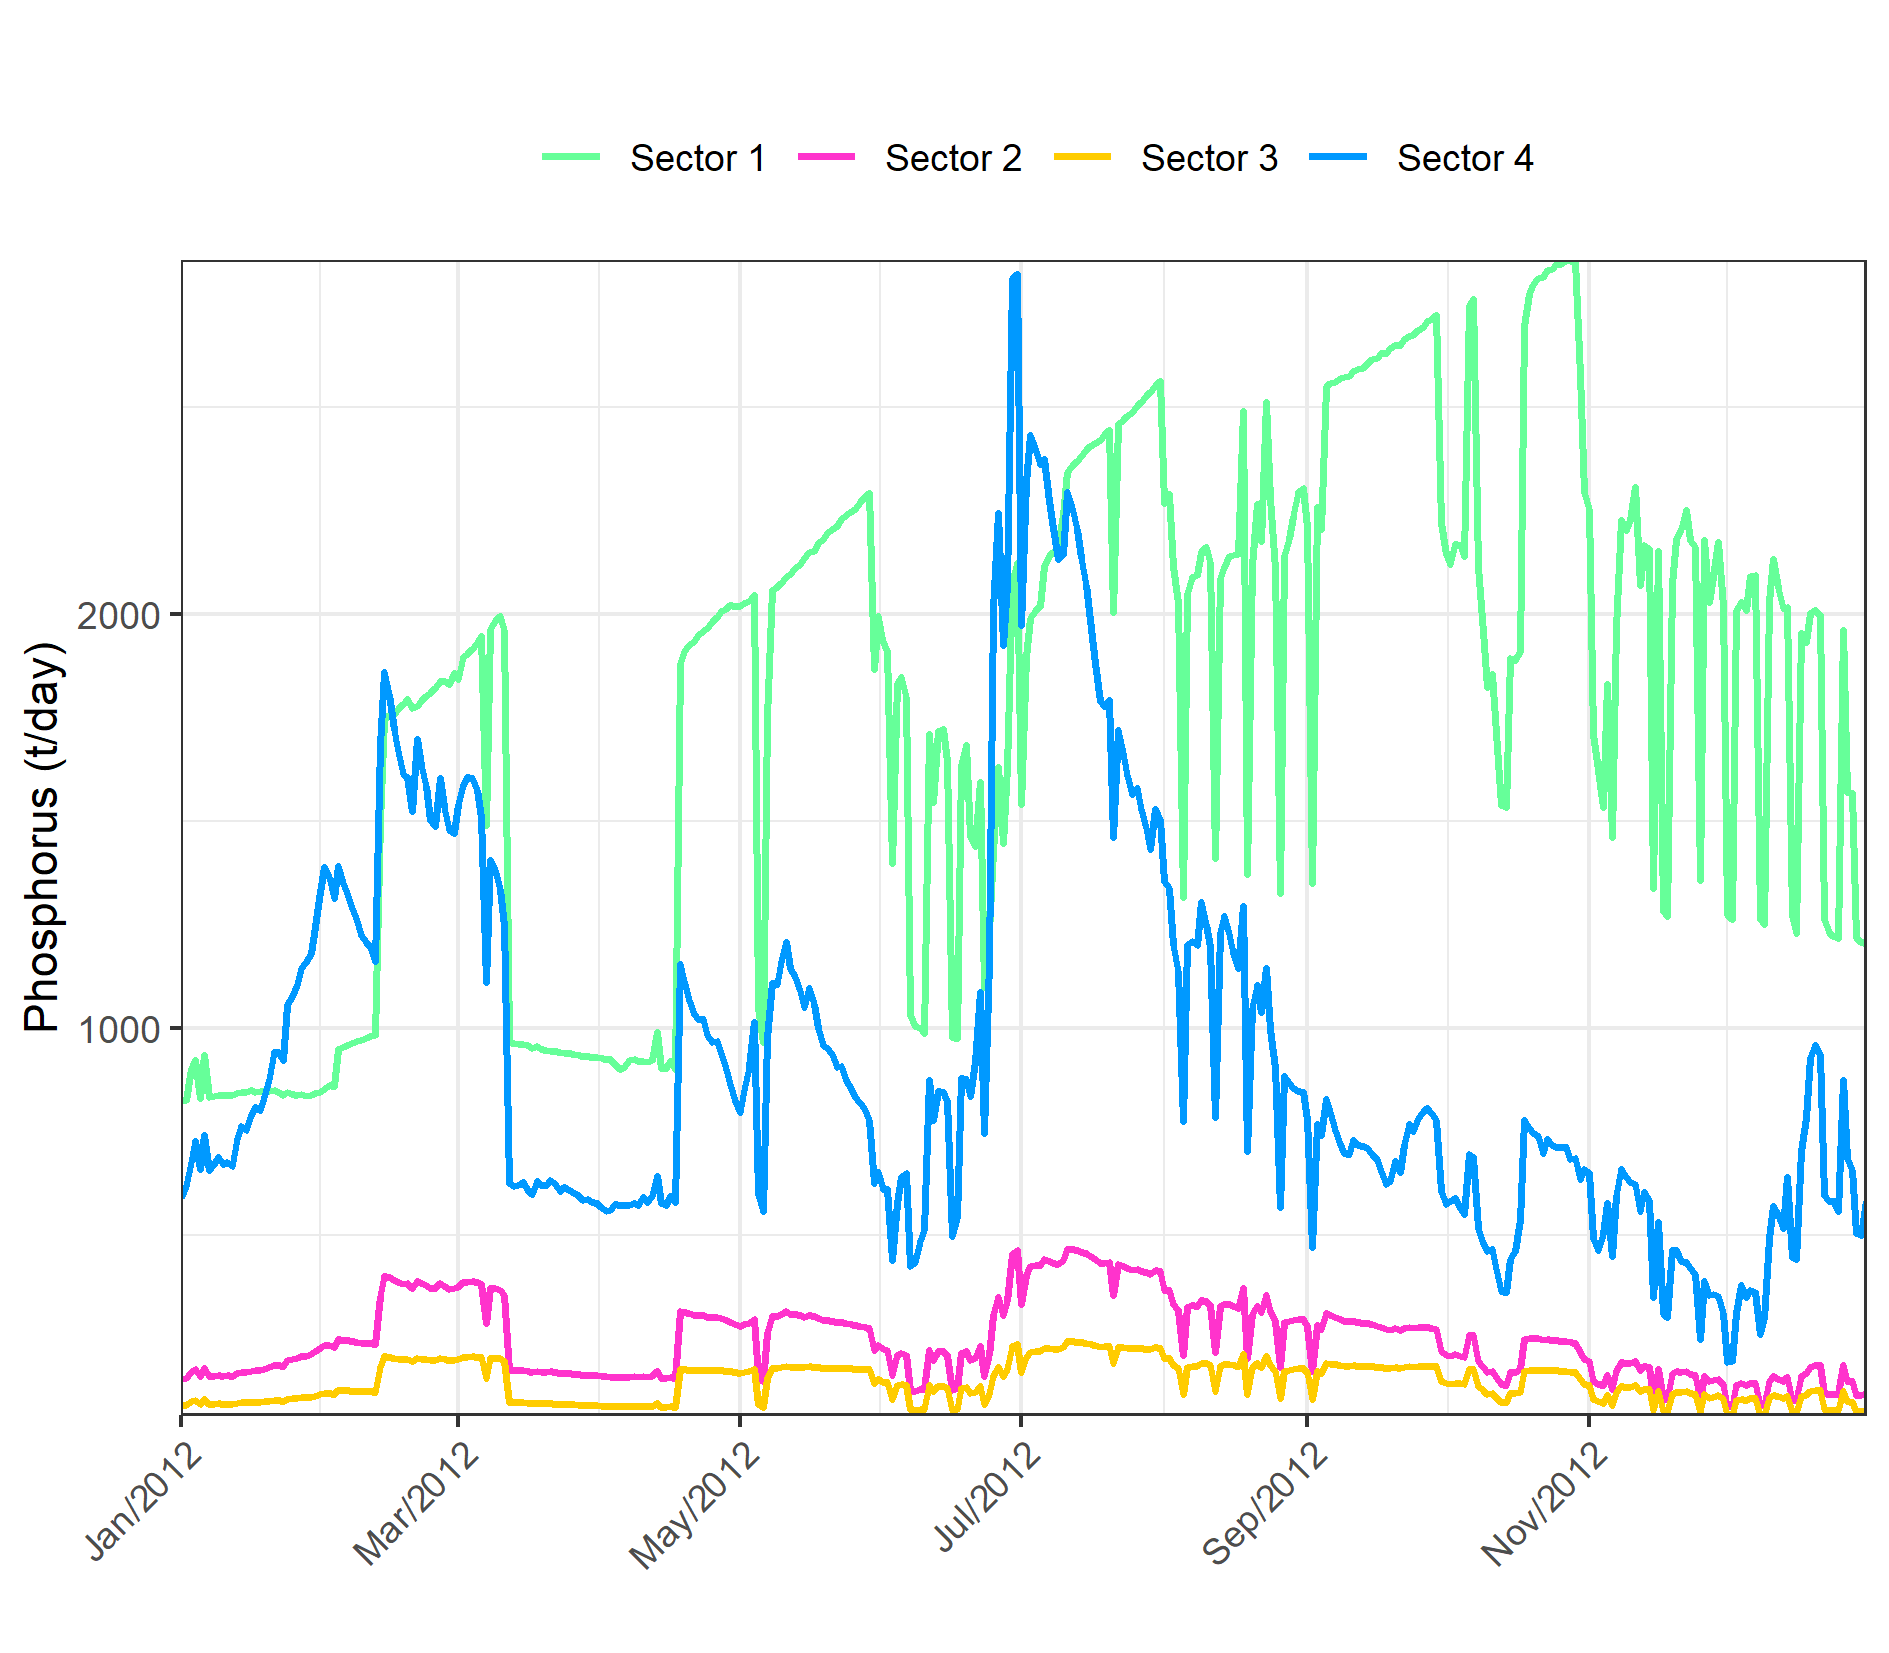 Sector 1 Sector 2 Sector 3 Sector 4
Phosphorus (t/day)
2000
1000
Jan/2012 Mar/2012 May/2012 Jul/2012 Sep/2012 Nov/2012